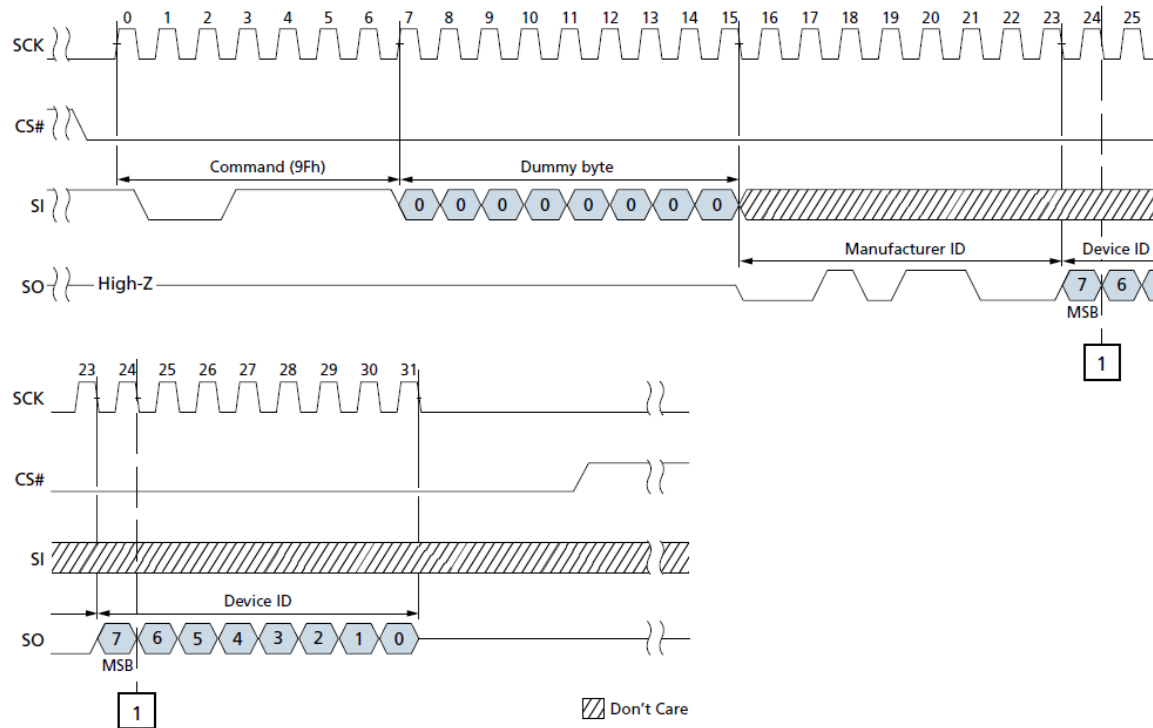 0 1 2 3 4 5 6 7 8 9 10 11 12 13 14 15 16 17 18 19 20 21 22 23 24 25
SCK
CS#
Command (9Fh) Dummy byte
SI 0 0 0 0 0 0 0 0
Manufacturer ID Device ID
SO High-Z 7 6
MSB
1
23 24 25 26 27 28 29 30 31
SCK
CS#
SI
Device ID
SO 7 6 5 4 3 2 1 0
MSB
1 Don't Care